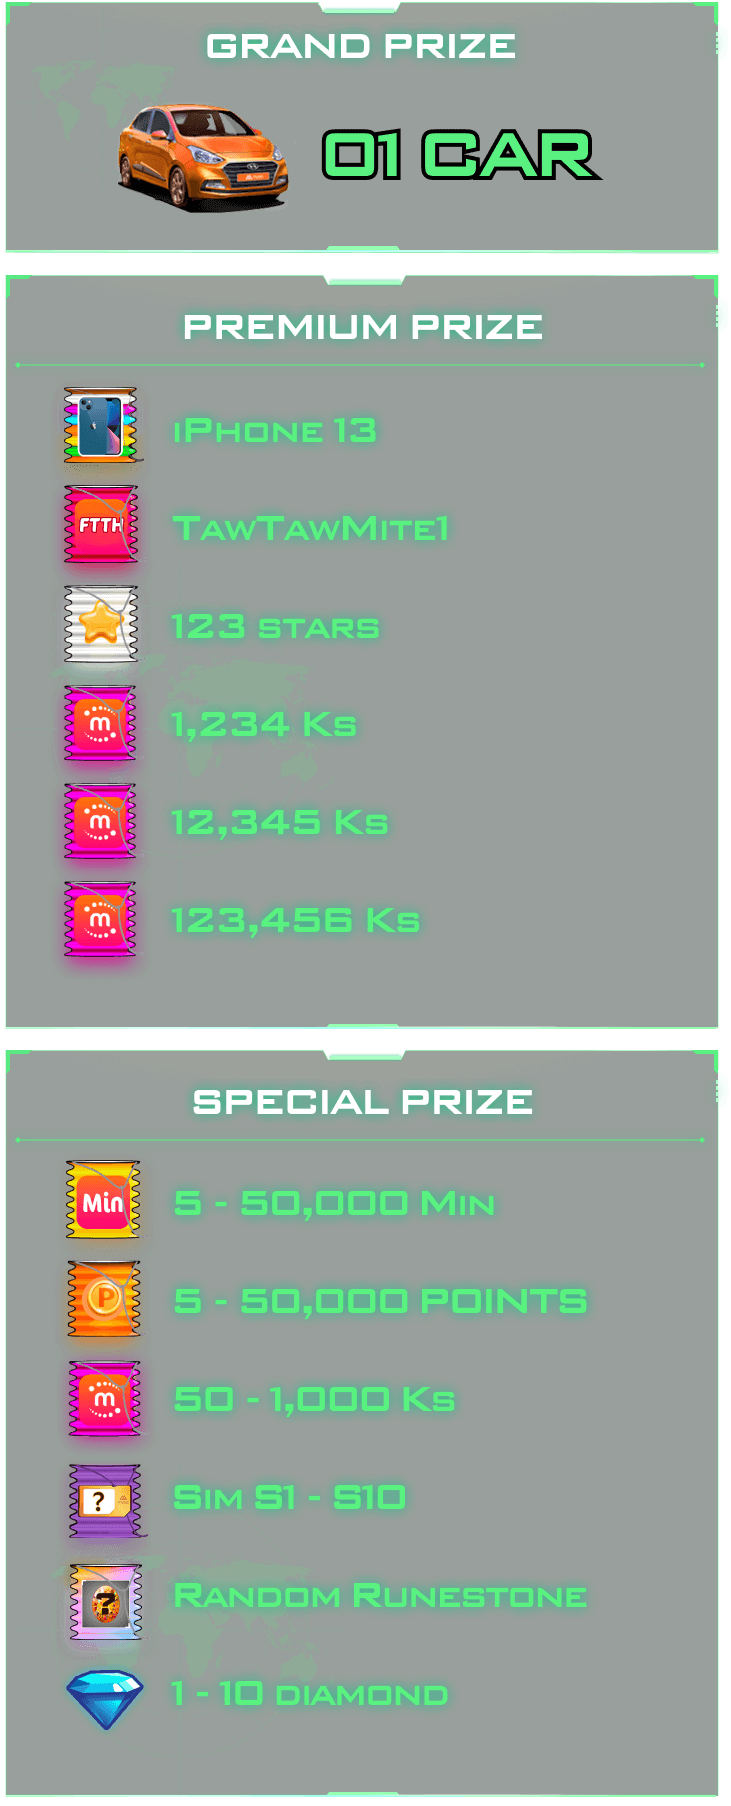 GRAND PRIZE
01 CAR
PREMIUM PRIZE
iPhone 13
FTTH
TawTawMite1
123 stars
m
1,234 Ks
m
12,345 Ks
m
123,456 Ks
SPECIAL PRIZE
Min
5 - 50,000 Min
P
5 - 50,000 POINTS
m
50 - 1,000 Ks
?
Sim S1 - S10
?
Random Runestone
1 - 10 diamond